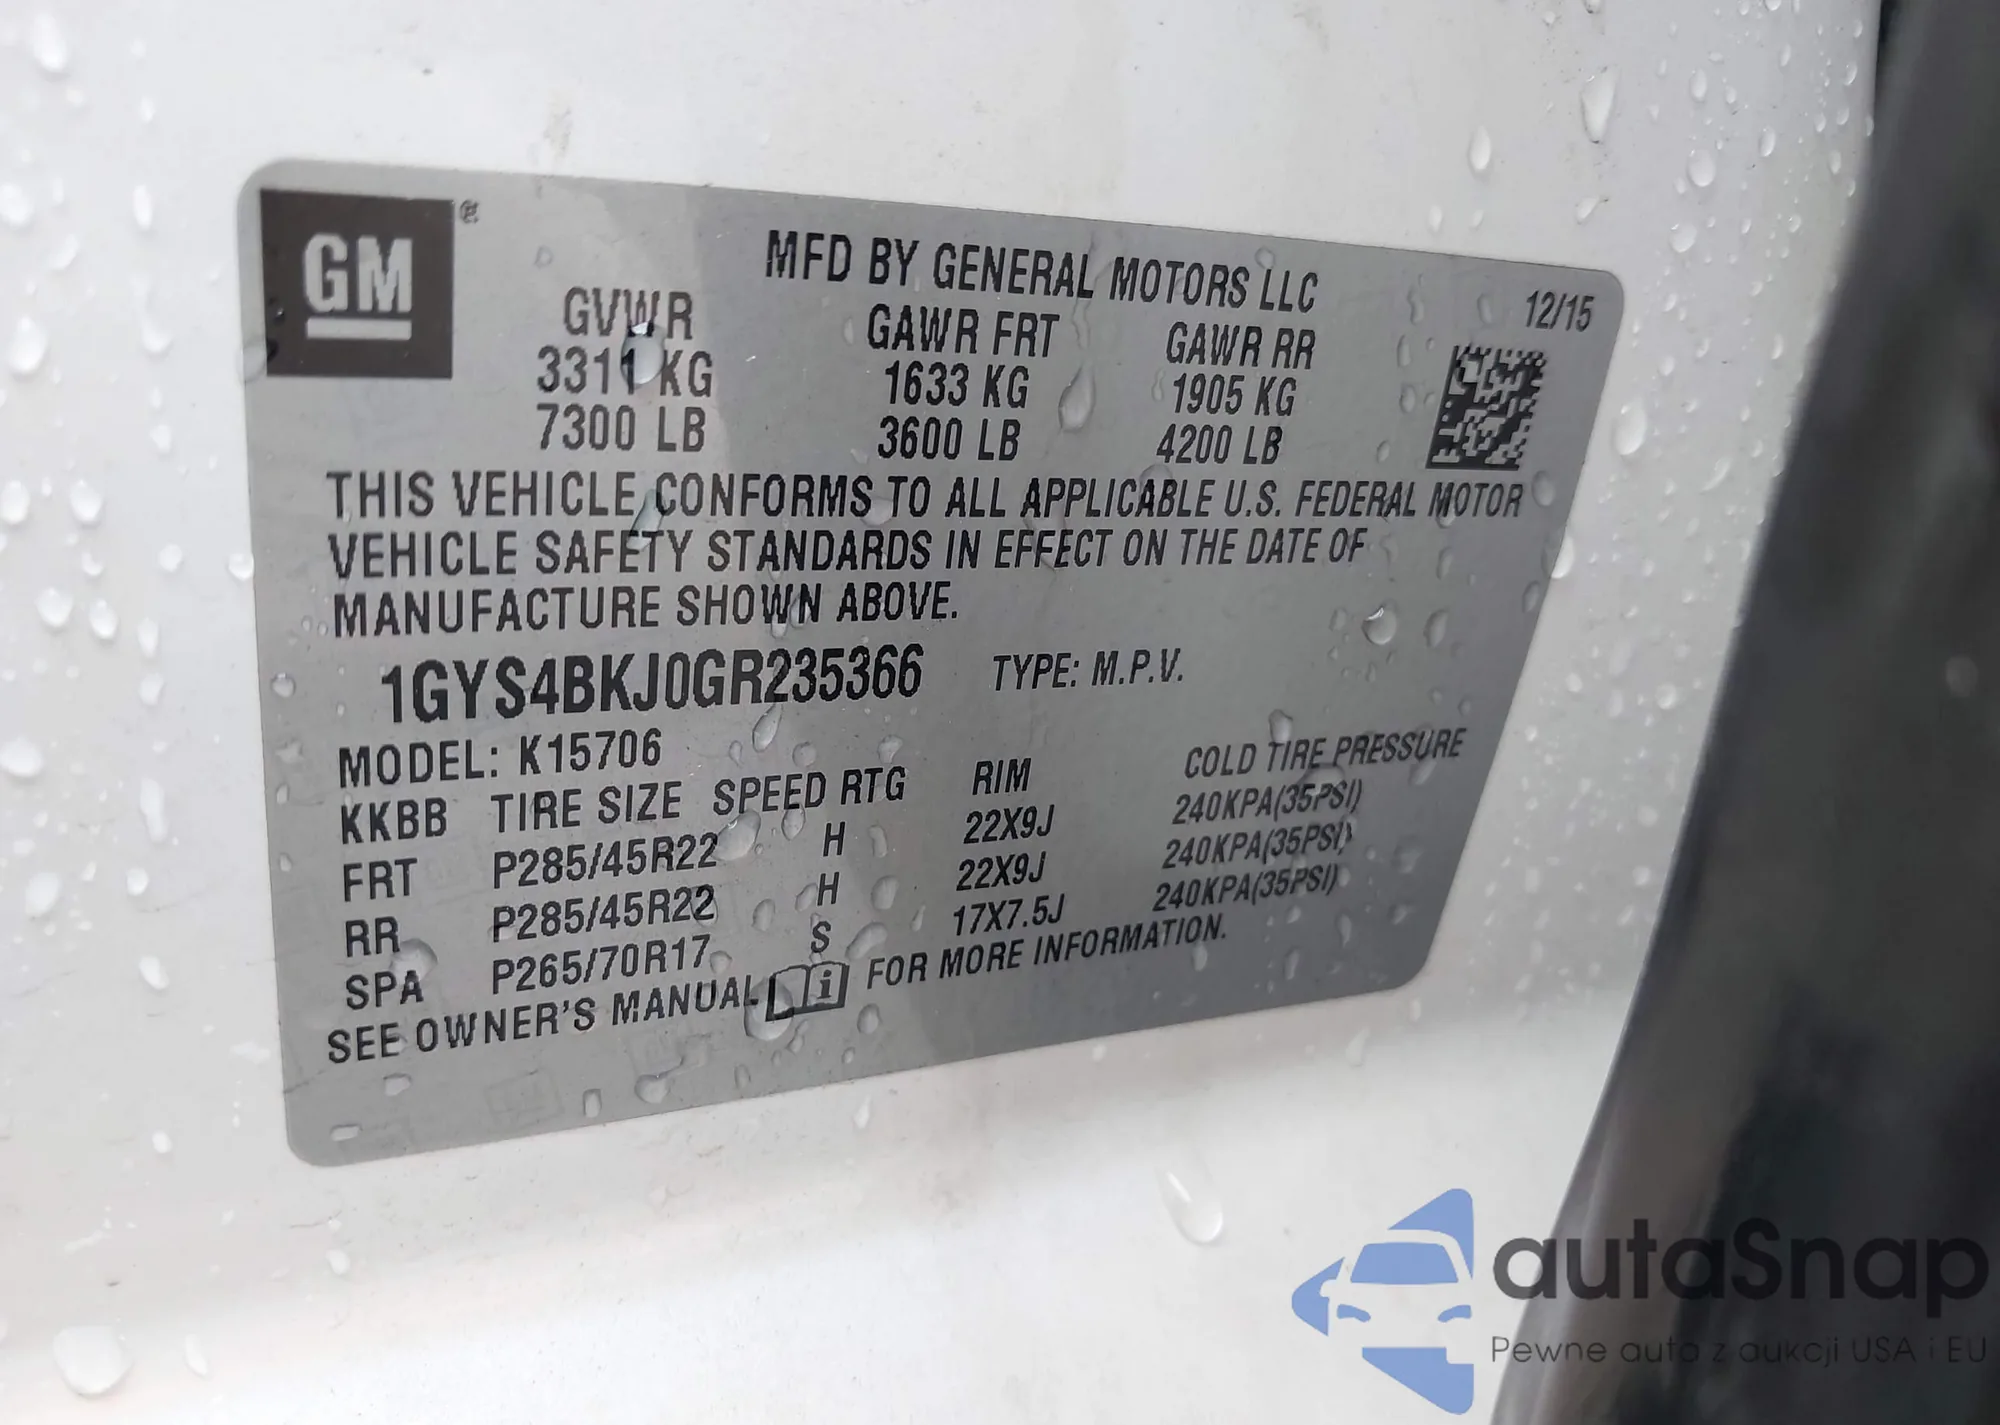 GM ®
MFD BY GENERAL MOTORS LLC
12/15
GVWR GAWR FRT GAWR RR
3311 KG 1633 KG 1905 KG
7300 LB 3600 LB 4200 LB
THIS VEHICLE CONFORMS TO ALL APPLICABLE U.S. FEDERAL MOTOR
VEHICLE SAFETY STANDARDS IN EFFECT ON THE DATE OF
MANUFACTURE SHOWN ABOVE.
1GYS4BKJ0GR235366 TYPE: M.P.V.
MODEL: K15706
KKBB TIRE SIZE SPEED RTG RIM COLD TIRE PRESSURE
FRT P285/45R22 H 22X9J 240KPA(35PSI)
RR P285/45R22 H 22X9J 240KPA(35PSI)
SPA P265/70R17 S 17X7.5J 240KPA(35PSI)
SEE OWNER'S MANUAL i FOR MORE INFORMATION.
autaSnap
Pewne auta z aukcji USA i EU